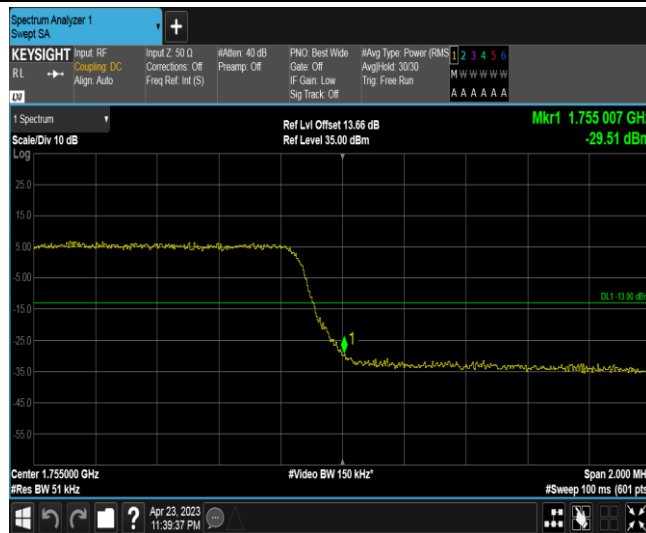 Spectrum Analyzer 1
Swept SA
+
KEYSIGHT
RL
Input: RF
Coupling: DC
Align: Auto
Input Z: 50 Ω
Corrections: Off
Freq Ref: Int (S)
#Atten: 40 dB
Preamp: Off
PNO: Best Wide
Gate: Off
IF Gain: Low
Sig Track: Off
#Avg Type: Power (RMS
Avg|Hold: 30/30
Trig: Free Run
1 2 3 4 5 6
M W W W W W
A A A A A A
1 Spectrum
Scale/Div 10 dB
Log
Ref Lvl Offset 13.66 dB
Ref Level 35.00 dBm
Mkr1 1.755 007 GHz
-29.51 dBm
25.0
15.0
5.00
-5.00
-15.0
-25.0
-35.0
-45.0
-55.0
DL1 -13.00 dBm
1
Center 1.755000 GHz
#Res BW 51 kHz
#Video BW 150 kHz*
Span 2.000 MH
#Sweep 100 ms (601 pts
?
Apr 23, 2023
11:39:37 PM